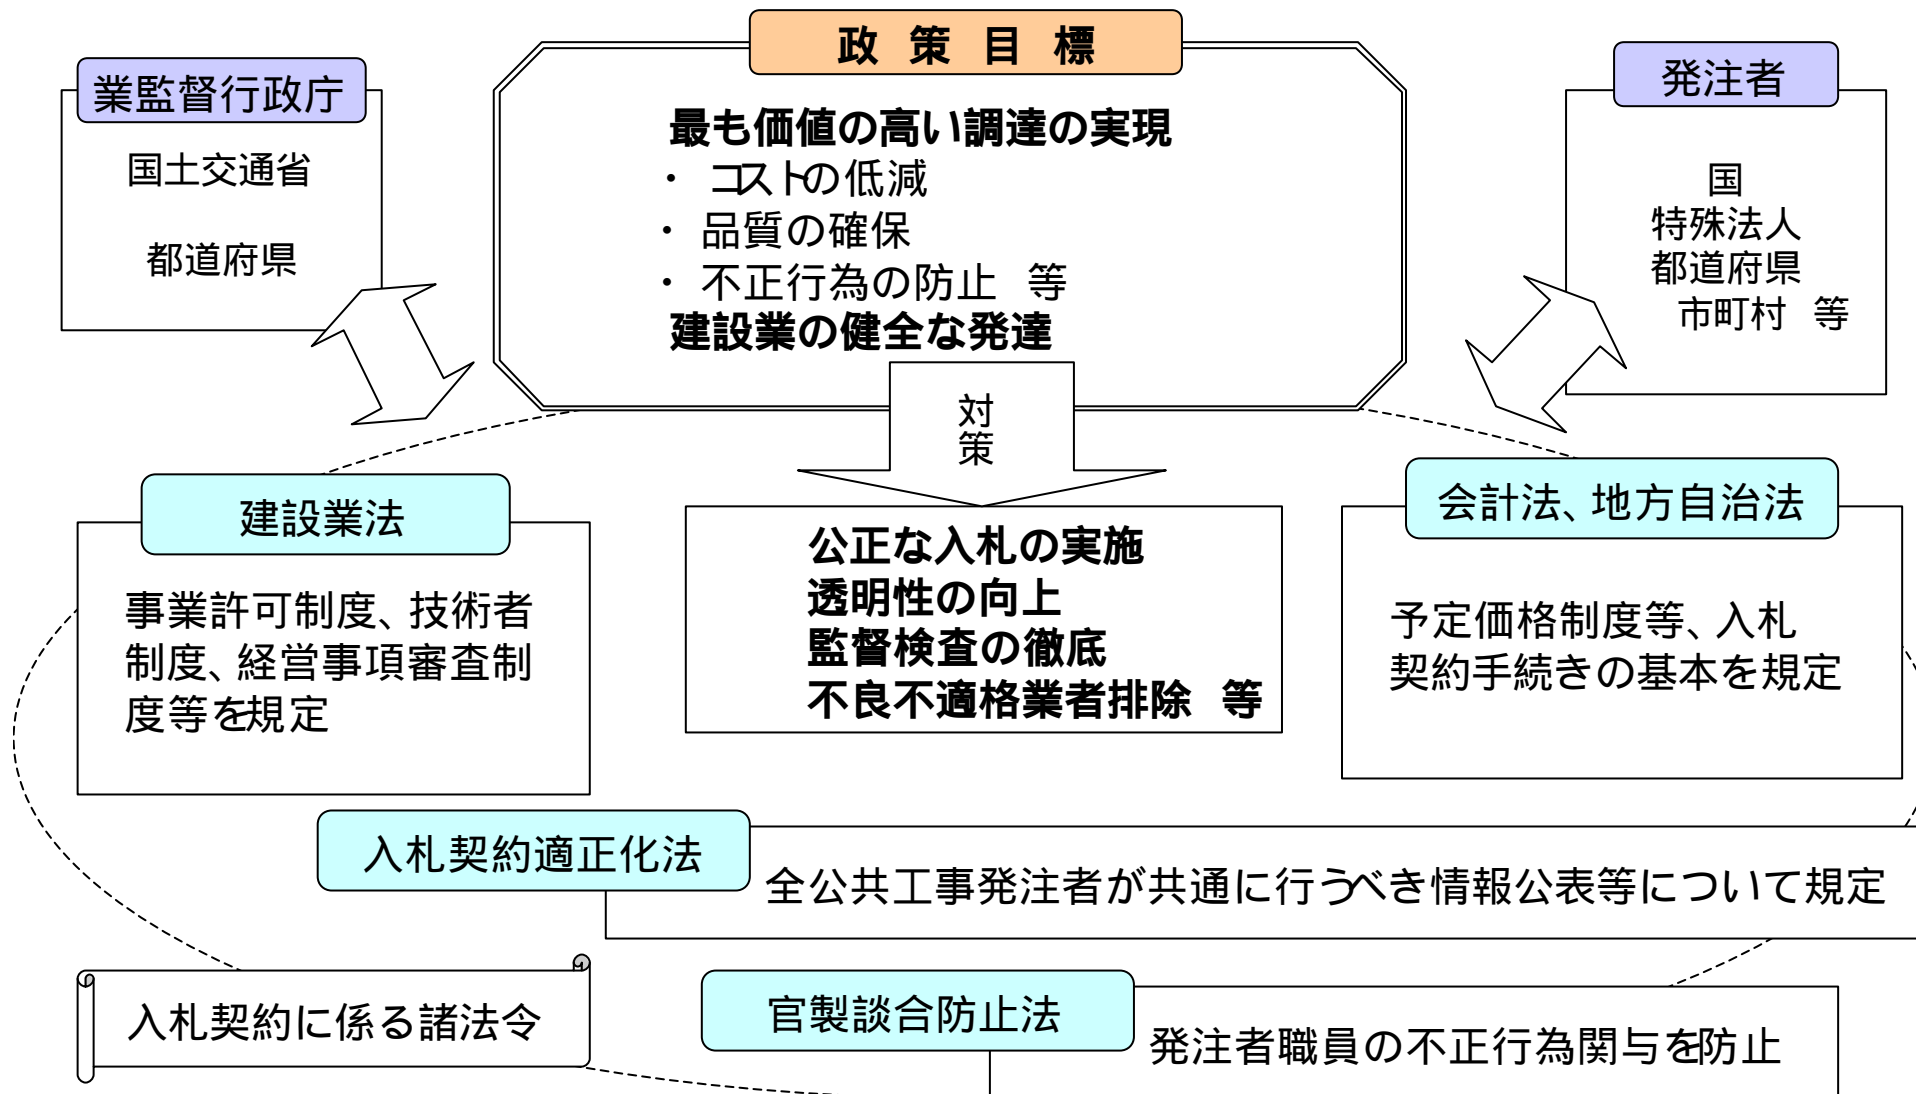 政策目標
最も価値の高い調達の実現
・ コストの低減
・ 品質の確保
・ 不正行為の防止 等
建設業の健全な発達
業監督行政庁
国土交通省
都道府県
発注者
国
特殊法人
都道府県
市町村 等
対
策
建設業法
事業許可制度、技術者
制度、経営事項審査制
度等を規定
公正な入札の実施
透明性の向上
監督検査の徹底
不良不適格業者排除 等
会計法、地方自治法
予定価格制度等、入札
契約手続きの基本を規定
入札契約適正化法
全公共工事発注者が共通に行うべき情報公表等について規定
入札契約に係る諸法令
官製談合防止法
発注者職員の不正行為関与を防止